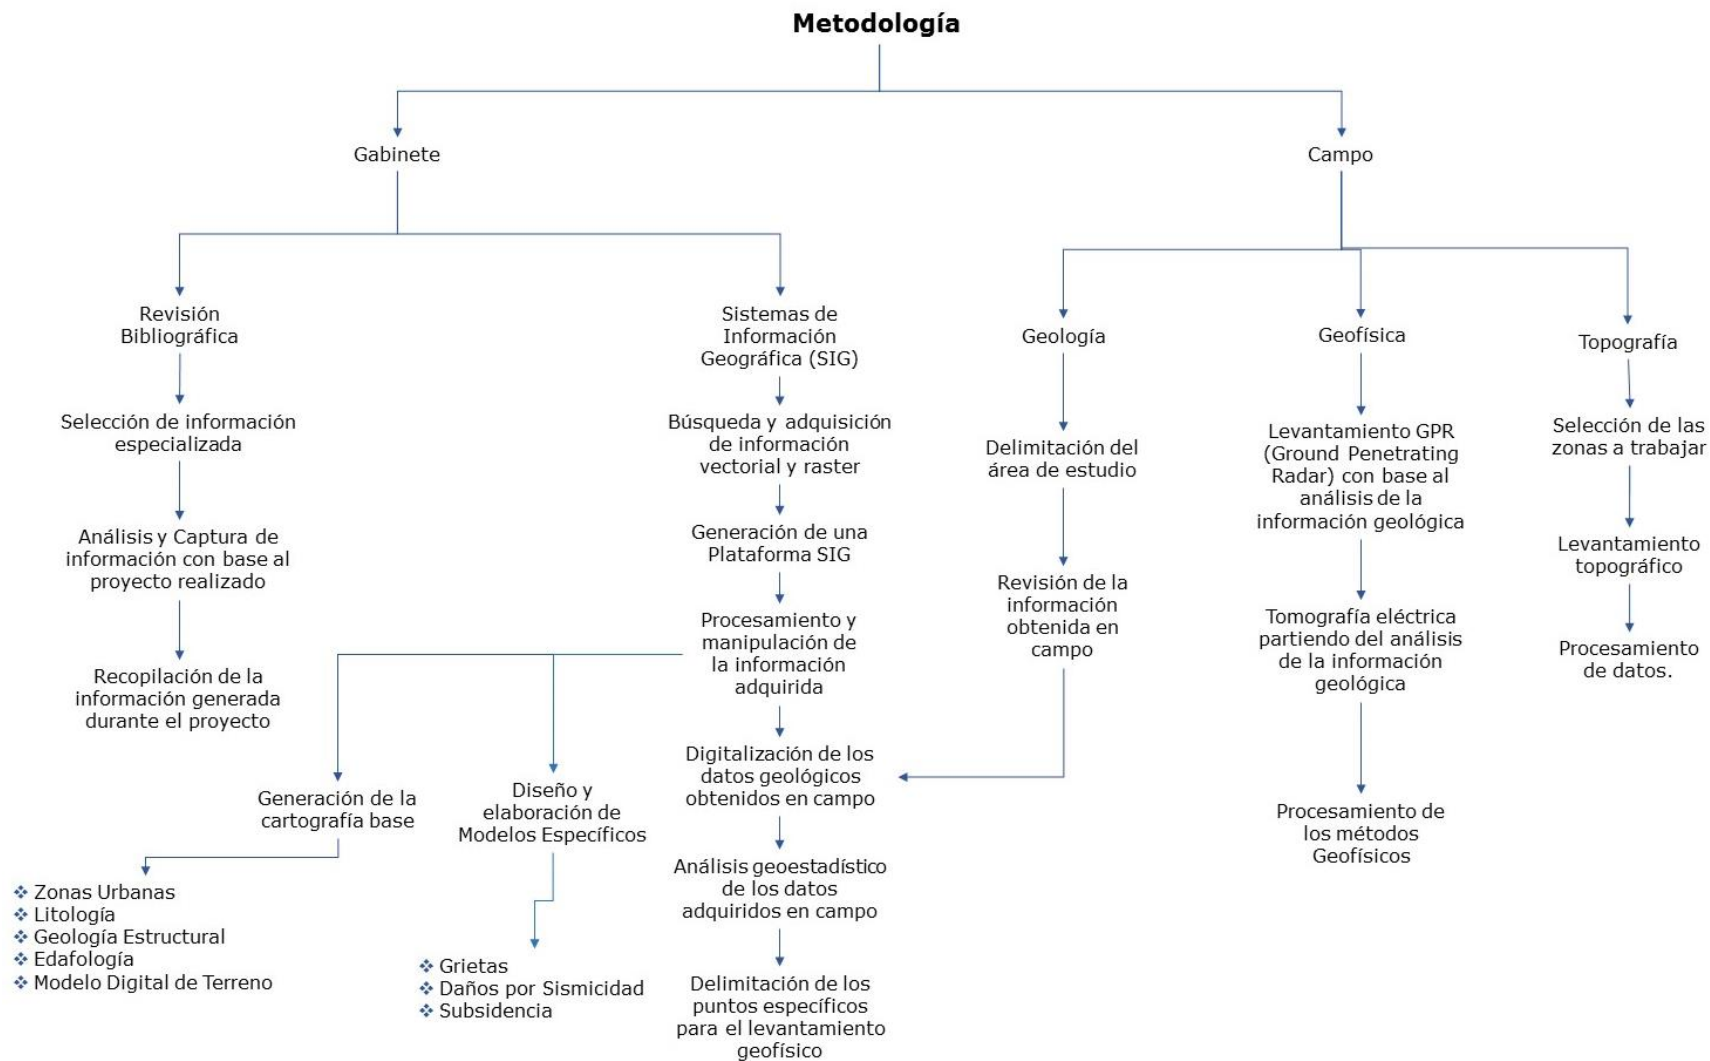 Metodología
Gabinete
Campo
Revisión
Bibliográfica
Selección de información
especializada
Análisis y Captura de
información con base al
proyecto realizado
Recopilación de la
información generada
durante el proyecto
Sistemas de
Información
Geográfica (SIG)
Búsqueda y adquisición
de información
vectorial y raster
Generación de una
Plataforma SIG
Procesamiento y
manipulación de
la información
adquirida
Generación de la
cartografía base
❖ Zonas Urbanas
❖ Litología
❖ Geología Estructural
❖ Edafología
❖ Modelo Digital de Terreno
Diseño y
elaboración de
Modelos Específicos
❖ Grietas
❖ Daños por Sismicidad
❖ Subsidencia
Digitalización de los
datos geológicos
obtenidos en campo
Análisis geoestadístico
de los datos
adquiridos en campo
Delimitación de los
puntos específicos
para el levantamiento
geofísico
Geología
Delimitación del
área de estudio
Revisión de la
información
obtenida en
campo
Geofísica
Levantamiento GPR
(Ground Penetrating
Radar) con base al
análisis de la
información geológica
Tomografía eléctrica
partiendo del análisis
de la información
geológica
Procesamiento de
los métodos
Geofísicos
Topografía
Selección de las
zonas a trabajar
Levantamiento
topográfico
Procesamiento
de datos.